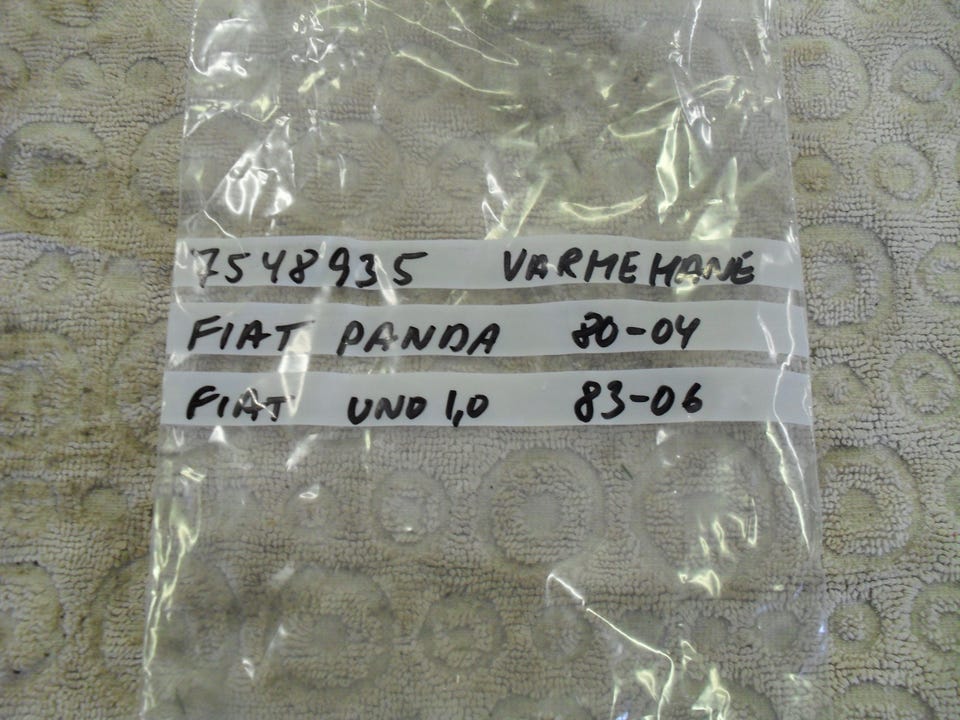 7548935 VARMEHANE
FIAT PANDA 80-04
FIAT UNO 1,0 83-06